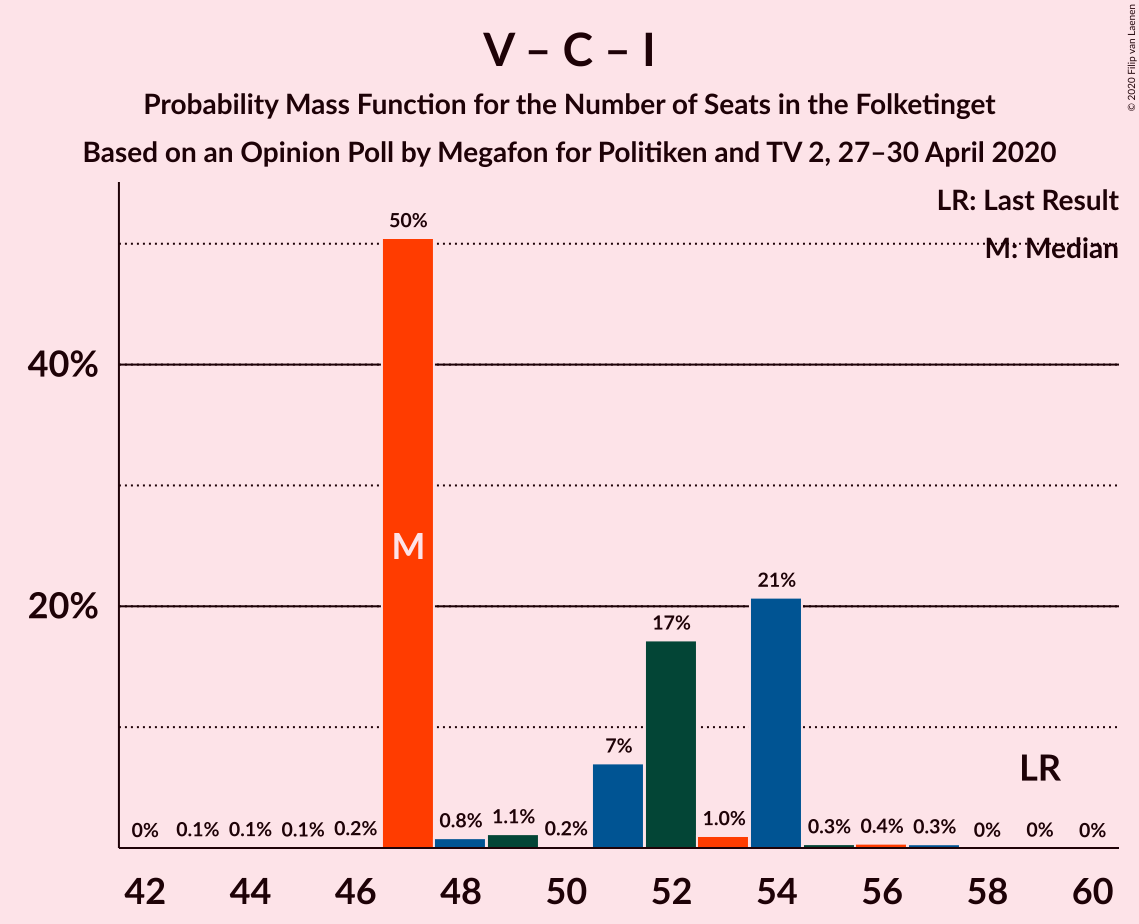 V – C – I
Probability Mass Function for the Number of Seats in the Folketinget
Based on an Opinion Poll by Megafon for Politiken and TV 2, 27–30 April 2020
© 2020 Filip van Laenen
LR: Last Result
M: Median
50%
40%
M
21%
20%
17%
7%
LR
0% 0.1% 0.1% 0.1% 0.2% 0.8% 1.1% 0.2% 1.0% 0.3% 0.4% 0.3% 0% 0% 0%
42 44 46 48 50 52 54 56 58 60